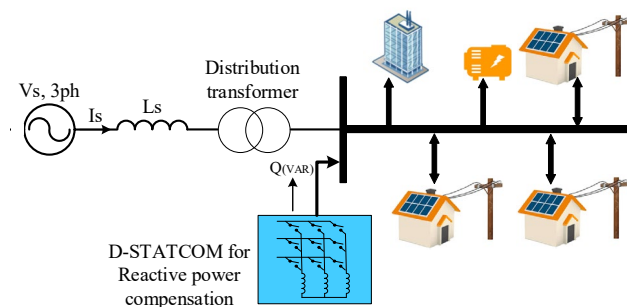 Vs, 3ph
Is
Ls
Distribution
transformer
Q(VAR)
D-STATCOM for
Reactive power
compensation